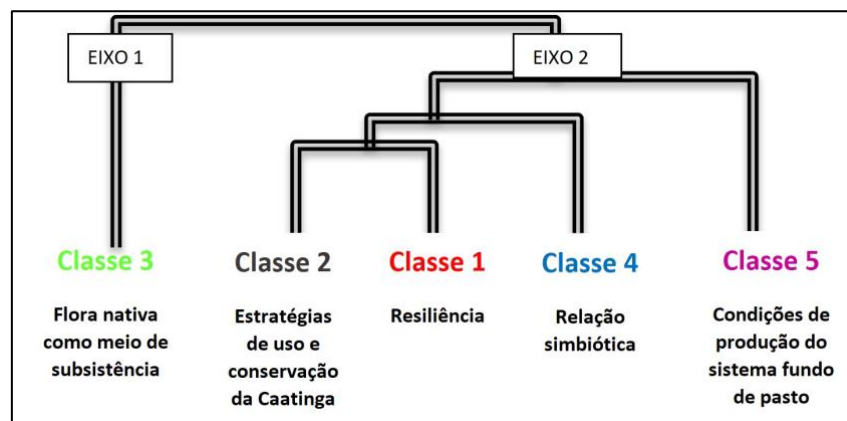 EIXO 1
EIXO 2
Classe 3
Classe 2
Classe 1
Classe 4
Classe 5
Flora nativa
como meio de
subsistência
Estratégias
de uso e
conservação
da Caatinga
Resiliência
Relação
simbiótica
Condições de
produção do
sistema fundo
de pasto